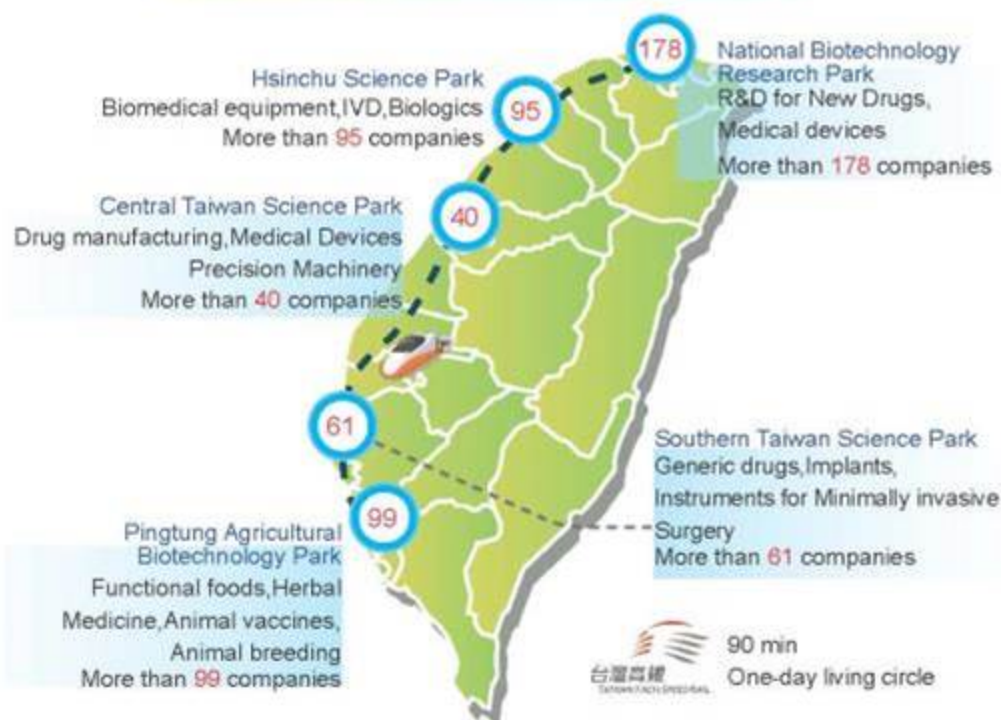 178
National Biotechnology
Research Park
R&D for New Drugs,
Medical devices
More than 178 companies
Hsinchu Science Park
Biomedical equipment,IVD,Biologics
More than 95 companies
95
Central Taiwan Science Park
Drug manufacturing,Medical Devices
Precision Machinery
More than 40 companies
40
61
Southern Taiwan Science Park
Generic drugs,Implants,
Instruments for Minimally invasive
Surgery
More than 61 companies
99
Pingtung Agricultural
Biotechnology Park
Functional foods,Herbal
Medicine,Animal vaccines,
Animal breeding
More than 99 companies
台灣高鐵
TAIWAN HIGH SPEED RAIL
90 min
One-day living circle